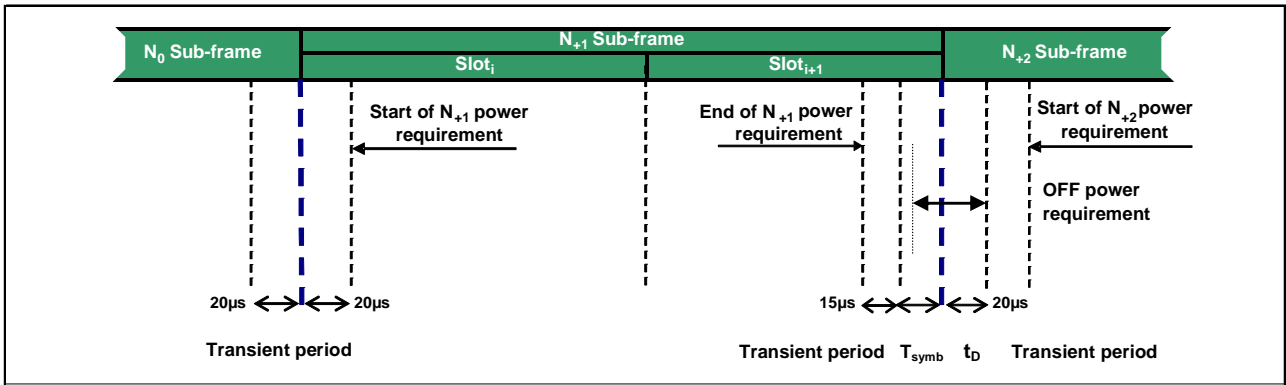 N0 Sub-frame
N+1 Sub-frame
N+2 Sub-frame
Sloti
Sloti+1
Start of N+1 power
requirement
End of N+1 power
requirement
Start of N+2 power
requirement
OFF power
requirement
20µs
20µs
15µs
20µs
Transient period
Transient period
Tsymb
tD
Transient period